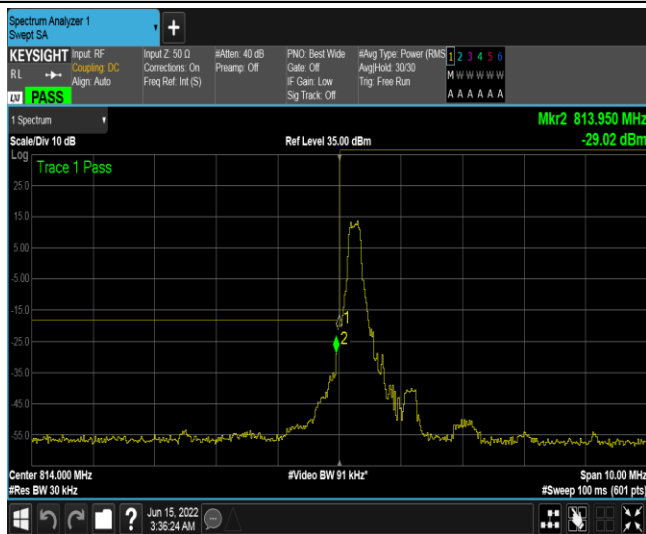 Spectrum Analyzer 1
Swept SA
+
KEYSIGHT Input: RF Input Z: 50 Ω #Atten: 40 dB PNO: Best Wide #Avg Type: Power (RMS 1 2 3 4 5 6
RL Coupling: DC Corrections: On Preamp: Off Gate: Off Avg|Hold: 30/30 M W W W W W
Align: Auto Freq Ref: Int (S) IF Gain: Low Trig: Free Run
LXI PASS Sig Track: Off A A A A A A
1 Spectrum Mkr2 813.950 MHz
Scale/Div 10 dB Ref Level 35.00 dBm -29.02 dBm
Log
Trace 1 Pass
25.0
15.0
5.00
-5.00
-15.0
1
2
-25.0
-35.0
-45.0
-55.0
Center 814.000 MHz #Video BW 91 kHz* Span 10.00 MHz
#Res BW 30 kHz #Sweep 100 ms (601 pts)
? Jun 15, 2022
3:36:24 AM